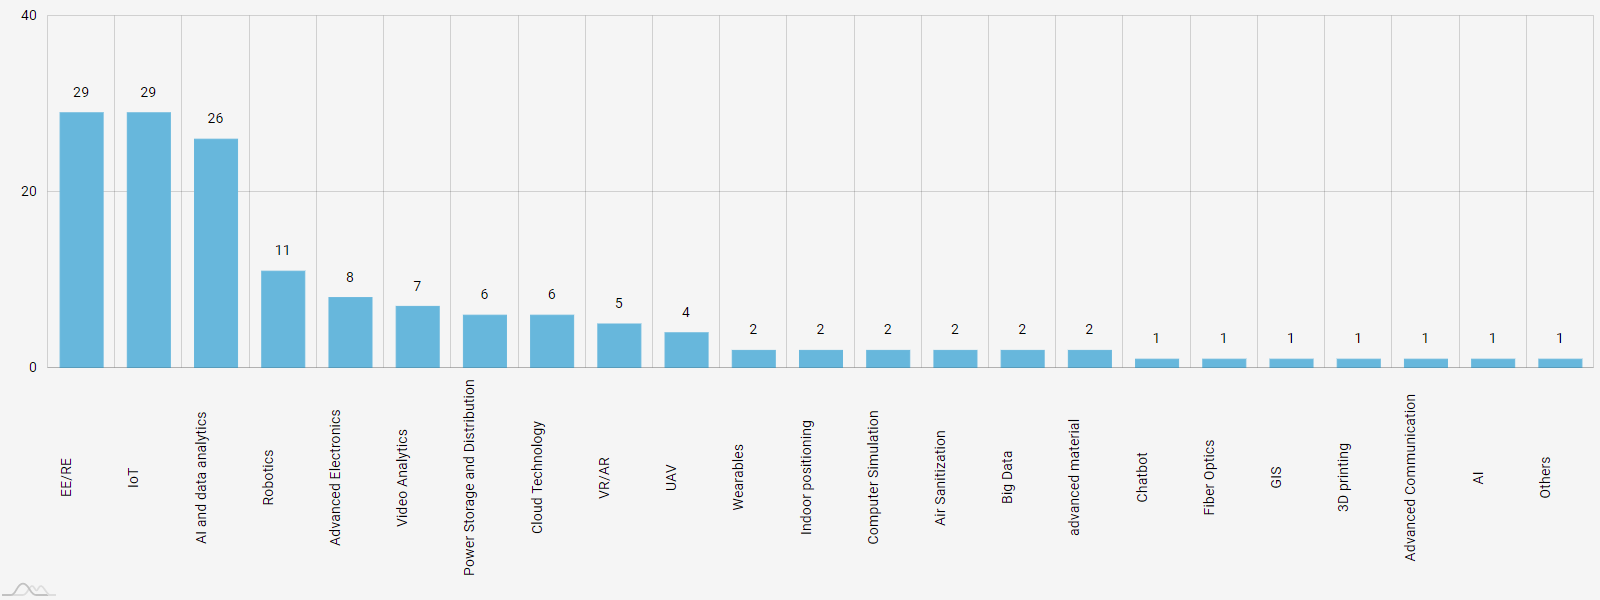 40
20
0
29
29
26
11
8
7
6
6
5
4
2
2
2
2
2
2
1
1
1
1
1
1
1
EE/RE
IoT
AI and data analytics
Robotics
Advanced Electronics
Video Analytics
Power Storage and Distribution
Cloud Technology
VR/AR
UAV
Wearables
Indoor positioning
Computer Simulation
Air Sanitization
Big Data
advanced material
Chatbot
Fiber Optics
GIS
3D printing
Advanced Communication
AI
Others